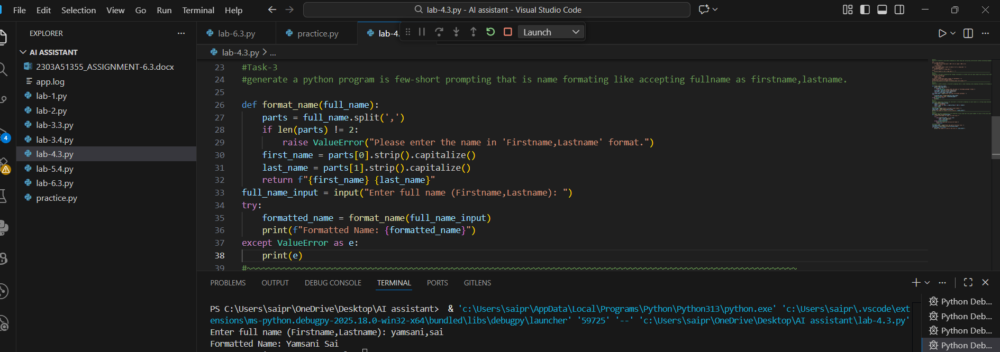 File Edit Selection View Go Run Terminal Help
lab-4.3.py - AI assistant - Visual Studio Code
EXPLORER
AI ASSISTANT
2303A51355_ASSIGNMENT-6.3.docx
app.log
lab-1.py
lab-2.py
lab-3.3.py
lab-3.4.py
lab-4.3.py
lab-5.4.py
lab-6.3.py
practice.py
4
lab-6.3.py
practice.py
lab-4.
Launch
lab-4.3.py > ...
23 #Task-3
24 #generate a python program is few-short prompting that is name formating like accepting fullname as firstname,lastname.
25
26 def format_name(full_name):
27 parts = full_name.split(',')
28 if len(parts) != 2:
29 raise ValueError("Please enter the name in 'Firstname,Lastname' format.")
30 first_name = parts[0].strip().capitalize()
31 last_name = parts[1].strip().capitalize()
32 return f"{first_name} {last_name}"
33 full_name_input = input("Enter full name (Firstname,Lastname): ")
34 try:
35 formatted_name = format_name(full_name_input)
36 print(f"Formatted Name: {formatted_name}")
37 except ValueError as e:
38 print(e)
39 #~~~~~~~~~~~~~~~~~~~~~~~~~~~~~~~~~~~~~~~~~~~~~~~~~~~~~~~~~~~~~~~~~~~~~~~~~~~~~~~~~~~~~~~~~~~~~~~~~~~~~~~~~~~~
PROBLEMS OUTPUT DEBUG CONSOLE TERMINAL PORTS GITLENS
PS C:\Users\saipr\OneDrive\Desktop\AI assistant> & 'c:\Users\saipr\AppData\Local\Programs\Python\Python313\python.exe' 'c:\Users\saipr\.vscode\ext
ensions\ms-python.debugpy-2025.18.0-win32-x64\bundled\libs\debugpy\launcher' '59725' '--' 'c:\Users\saipr\OneDrive\Desktop\AI assistant\lab-4.3.py'
Enter full name (Firstname,Lastname): yamsani,sai
Formatted Name: Yamsani Sai
Python Deb...
Python Deb...
Python Deb...
Python Deb...